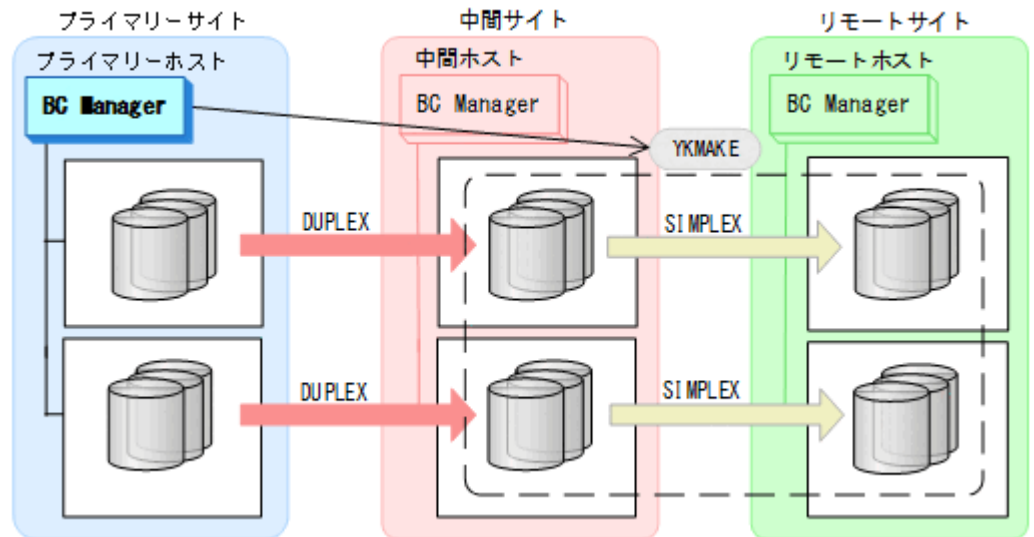 プライマリーサイト
中間サイト
リモートサイト
プライマリーホスト
中間ホスト
リモートホスト
BC Manager
BC Manager
BC Manager
YKMAKE
DUPLEX
SIMPLEX
DUPLEX
SIMPLEX